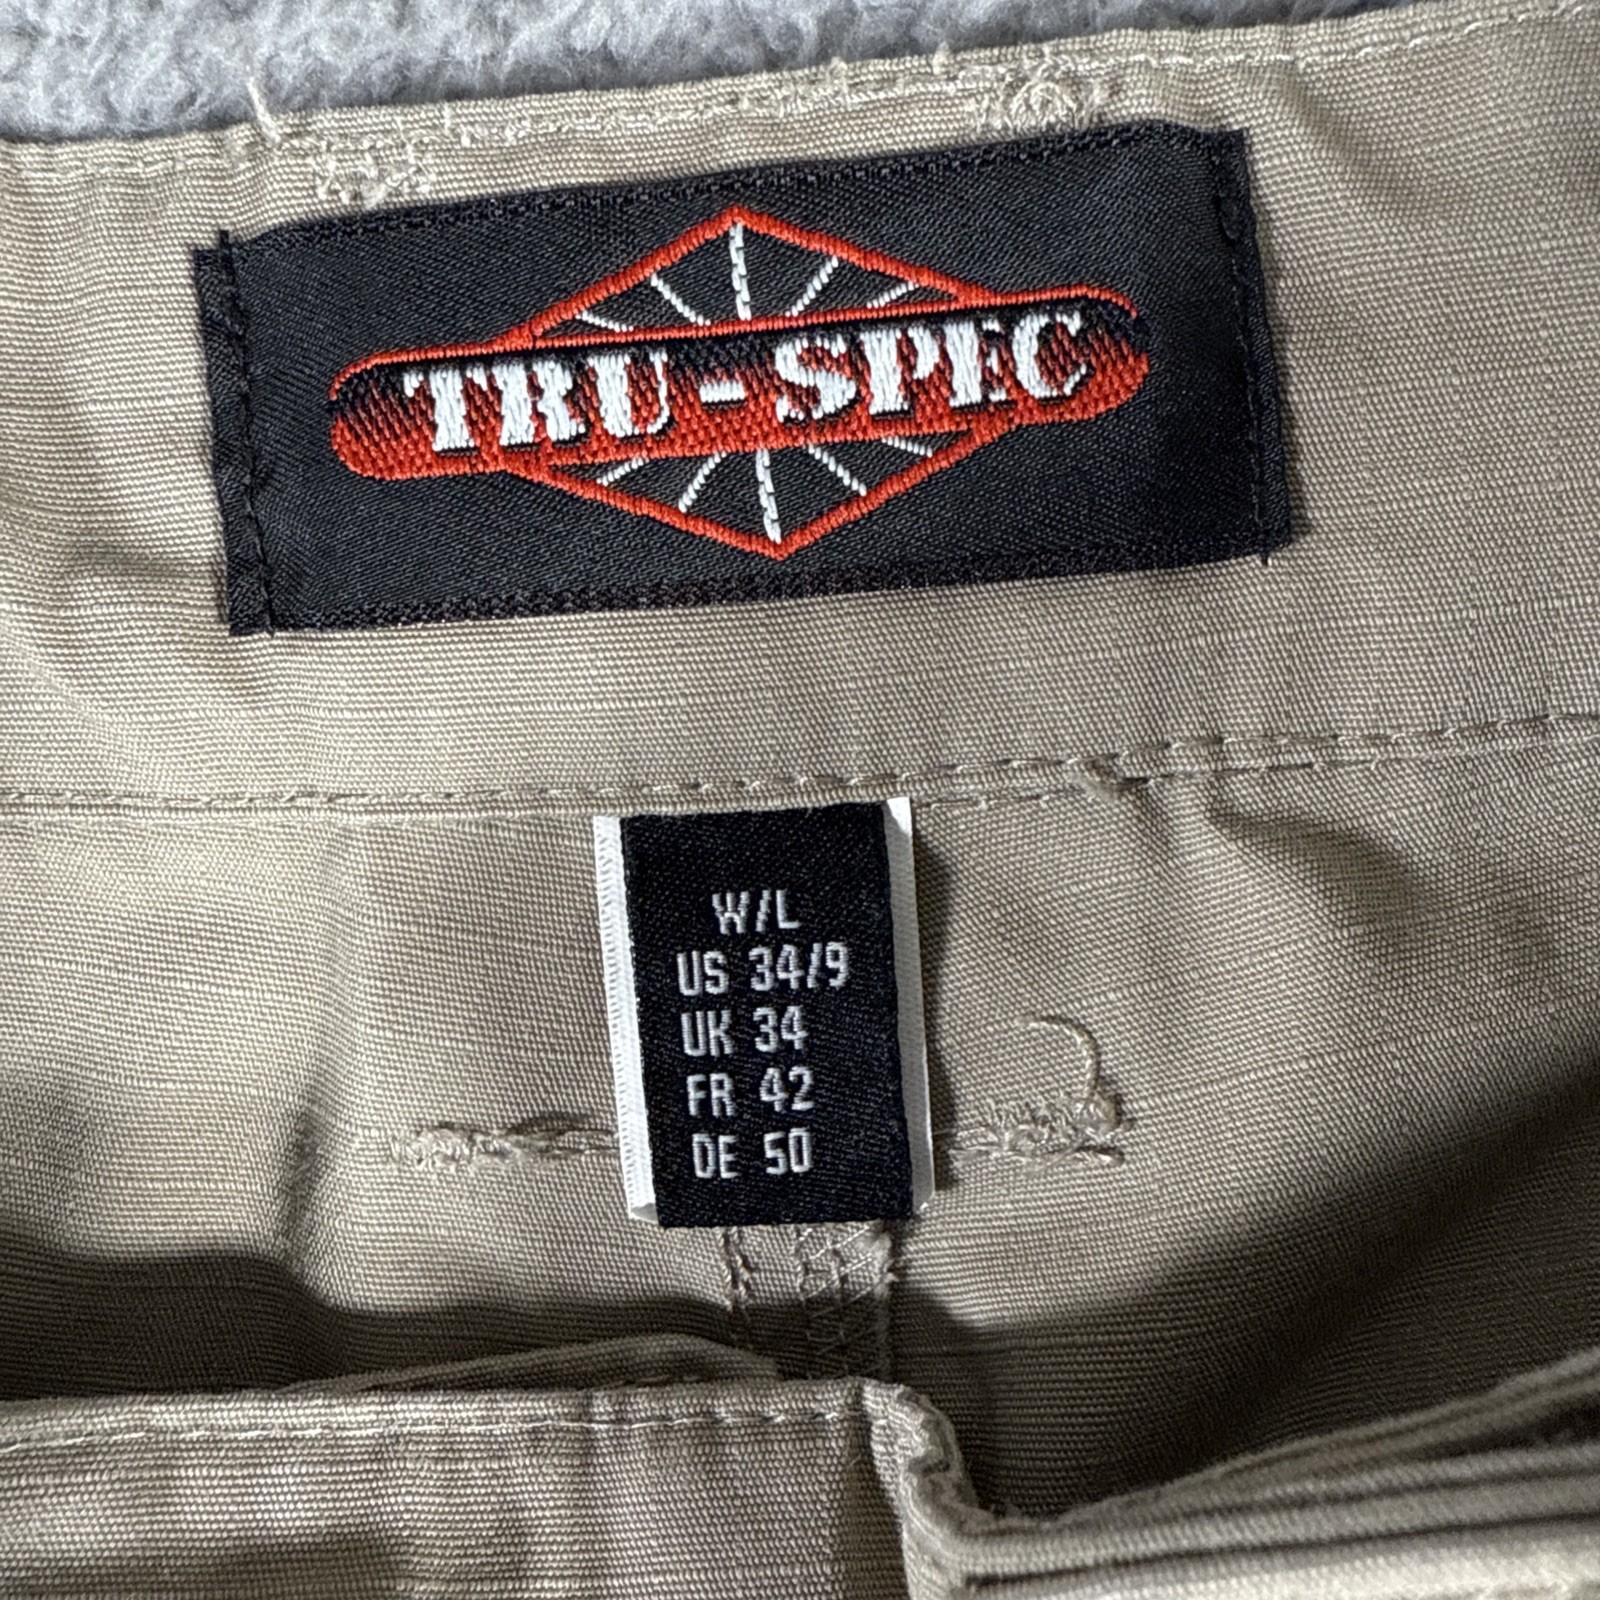 TRU-SPEC
W/L
US 34/9
UK 34
FR 42
DE 50